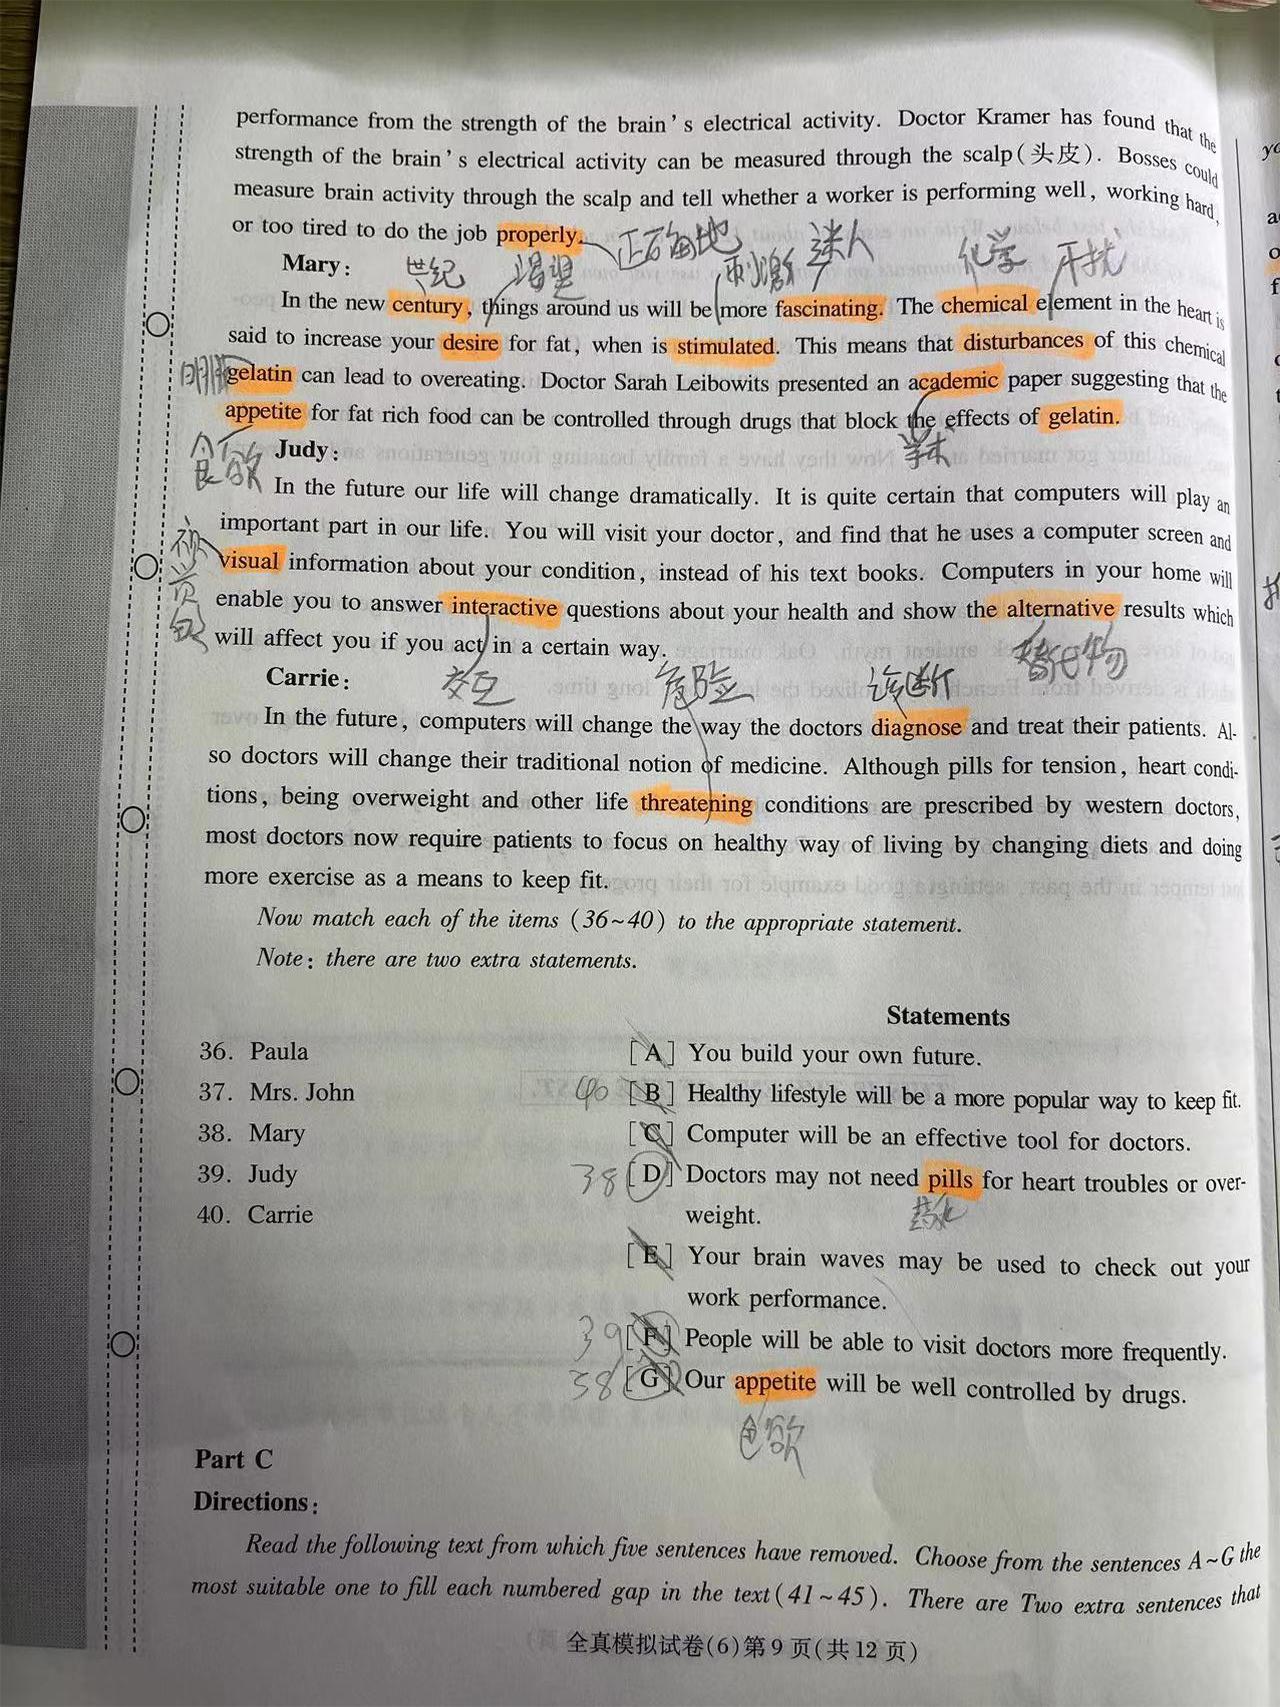 performance from the strength of the brain's electrical activity. Doctor Kramer has found that the
strength of the brain's electrical activity can be measured through the scalp(头皮). Bosses could
measure brain activity through the scalp and tell whether a worker is performing well, working hard,
or too tired to do the job properly.
正确地 刺激 迷人 化学 干扰
Mary: 世纪 渴望
In the new century, things around us will be more fascinating. The chemical element in the heart is
said to increase your desire for fat, when is stimulated. This means that disturbances of this chemical
明胶 gelatin can lead to overeating. Doctor Sarah Leibowits presented an academic paper suggesting that the
appetite for fat rich food can be controlled through drugs that block the effects of gelatin.
食欲 Judy: 学术
In the future our life will change dramatically. It is quite certain that computers will play an
important part in our life. You will visit your doctor, and find that he uses a computer screen and
visual information about your condition, instead of his text books. Computers in your home will
enable you to answer interactive questions about your health and show the alternative results which
will affect you if you act in a certain way.
Carrie: 交互 危险 诊断 替代物
In the future, computers will change the way the doctors diagnose and treat their patients. Al-
so doctors will change their traditional notion of medicine. Although pills for tension, heart condi-
tions, being overweight and other life threatening conditions are prescribed by western doctors,
most doctors now require patients to focus on healthy way of living by changing diets and doing
more exercise as a means to keep fit.
Now match each of the items (36~40) to the appropriate statement.
Note: there are two extra statements.
Statements
36. Paula
37. Mrs. John
38. Mary
39. Judy
40. Carrie
[A] You build your own future.
40 [B] Healthy lifestyle will be a more popular way to keep fit.
[C] Computer will be an effective tool for doctors.
38 [D] Doctors may not need pills for heart troubles or over-
weight.
[E] Your brain waves may be used to check out your
work performance.
39 [F] People will be able to visit doctors more frequently.
38 [G] Our appetite will be well controlled by drugs.
Part C
Directions:
Read the following text from which five sentences have removed. Choose from the sentences A~G the
most suitable one to fill each numbered gap in the text(41~45). There are Two extra sentences that
全真模拟试卷(6)第9页(共12页)